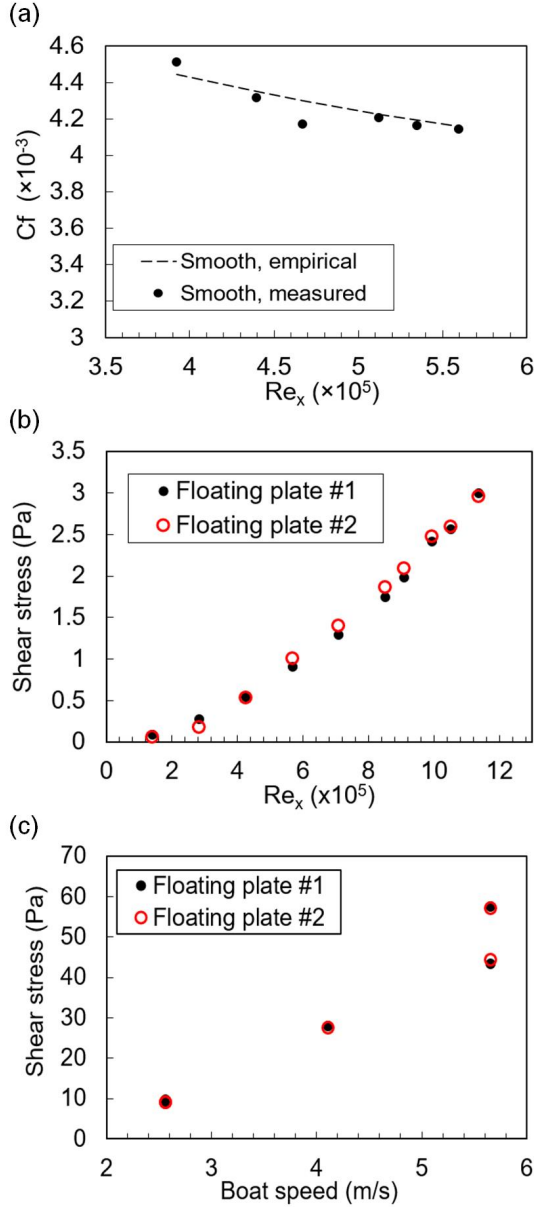 (a)
4.6
4.4
4.2
4
4.8
4.6
4.4
4.2
3
Cf (×10⁻³)
Smooth, empirical
Smooth, measured
3.5 4 4.5 5 5.5 6
Reₓ (×10⁵)
(b)
3.5
3
2.5
2
1.5
1
0.5
0
Shear stress (Pa)
Floating plate #1
Floating plate #2
0 2 4 6 8 10 12
Reₓ (x10⁵)
(c)
70
60
50
40
30
20
10
0
Shear stress (Pa)
Floating plate #1
Floating plate #2
2 3 4 5 6
Boat speed (m/s)